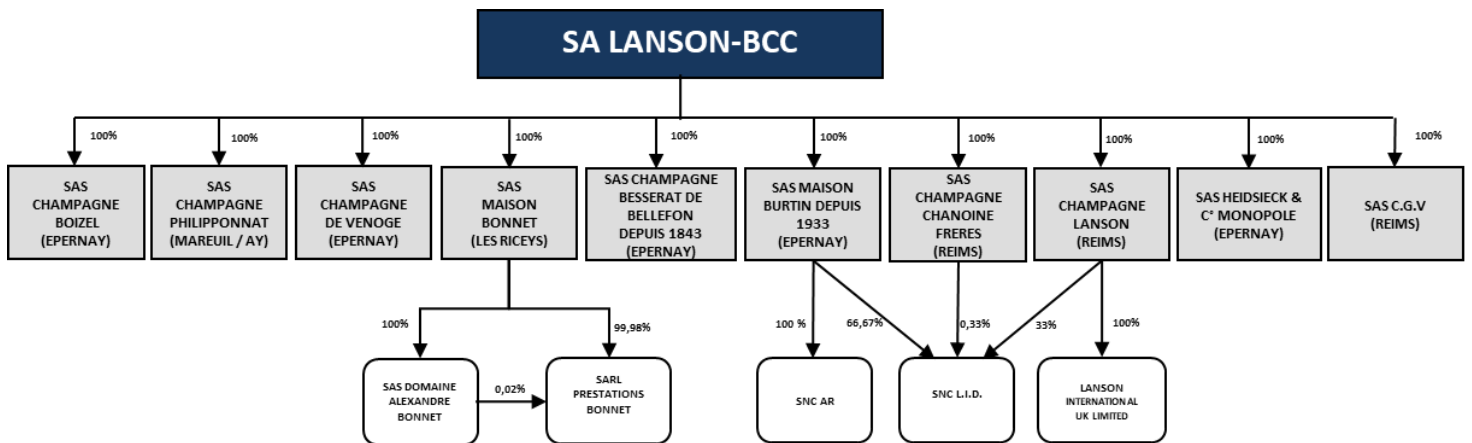 SA LANSON-BCC
100%
100%
100%
100%
100%
100%
100%
100%
100%
100%
SAS
CHAMPAGNE
BOIZEL
(EPERNAY)
SAS
CHAMPAGNE
PHILIPPONNAT
(MAREUIL / AY)
SAS
CHAMPAGNE
DE VENOGE
(EPERNAY)
SAS
MAISON
BONNET
(LES RICEYS)
SAS CHAMPAGNE
BESSERAT DE
BELLEFON
DEPUIS 1843
(EPERNAY)
SAS MAISON
BURTIN DEPUIS
1933
(EPERNAY)
SAS
CHAMPAGNE
CHANOINE
FRERES
(REIMS)
SAS
CHAMPAGNE
LANSON
(REIMS)
SAS HEIDSIECK &
C° MONOPOLE
(EPERNAY)
SAS C.G.V
(REIMS)
100%
99,98%
100 %
66,67%
0,33%
33%
100%
SAS DOMAINE
ALEXANDRE
BONNET
0,02%
SARL
PRESTATIONS
BONNET
SNC AR
SNC L.I.D.
LANSON
INTERNATIONAL
UK LIMITED